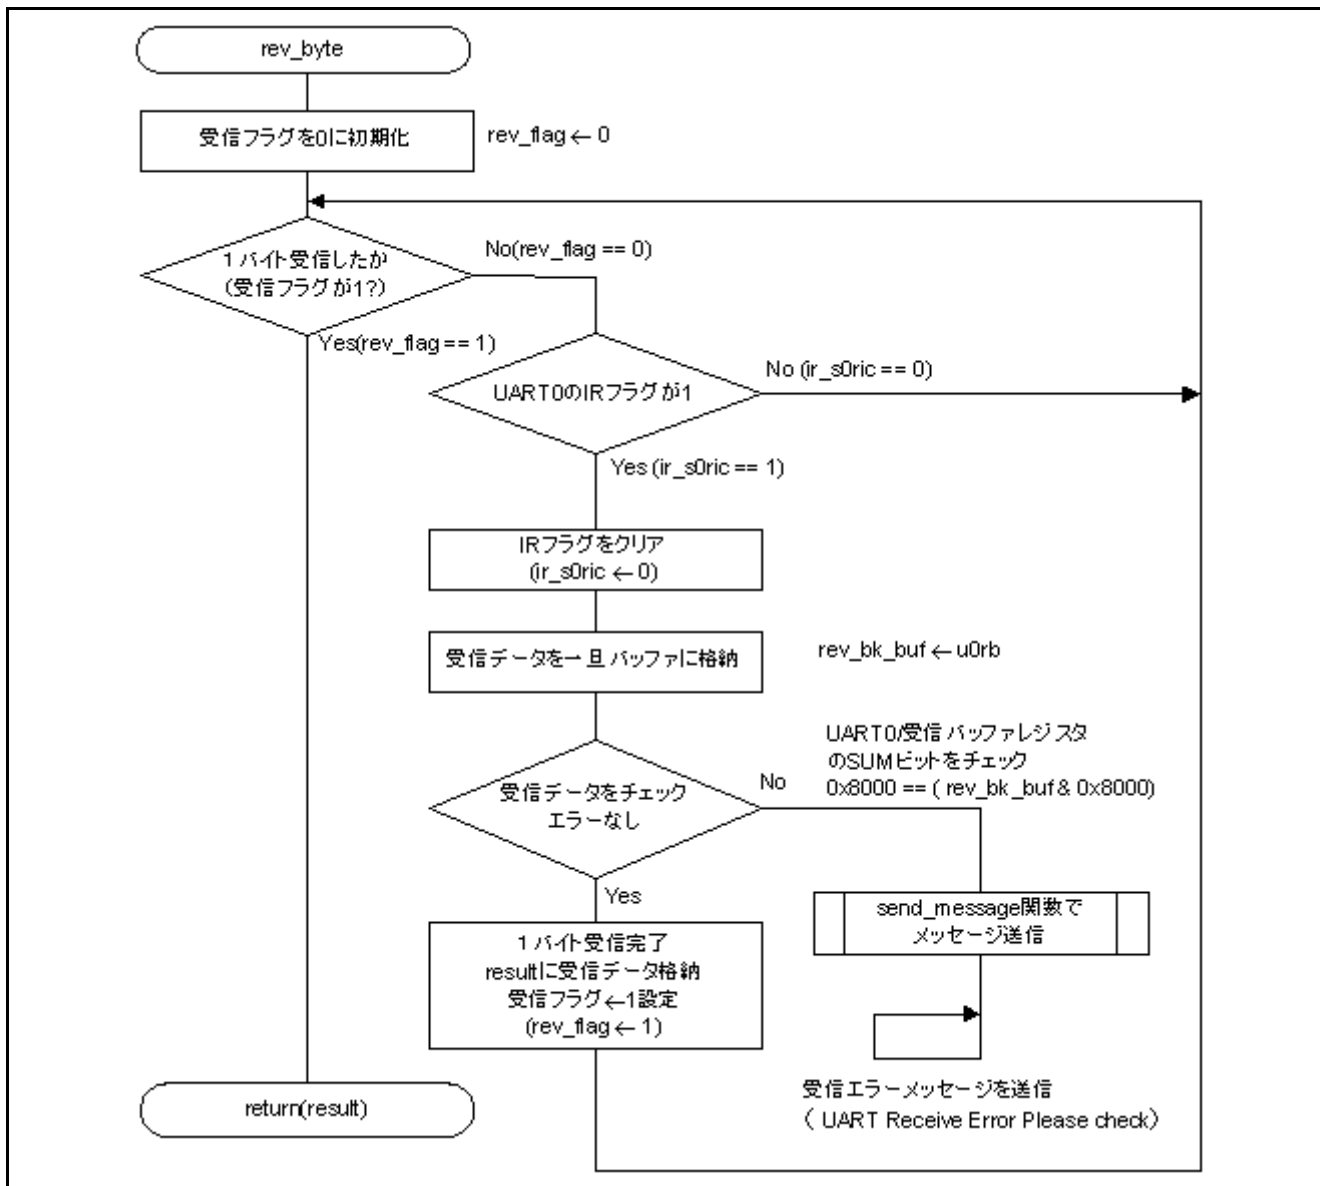 rev_byte
受信フラグを0に初期化
rev_flag ← 0
1バイト受信したか
(受信フラグが1?)
No(rev_flag == 0)
Yes(rev_flag == 1)
UART0のIRフラグが1
No (ir_s0ric == 0)
Yes (ir_s0ric == 1)
IRフラグをクリア
(ir_s0ric ← 0)
受信データを一旦バッファに格納
rev_bk_buf ← u0rb
UART0/受信バッファレジスタ
のSUMビットをチェック
0x8000 == ( rev_bk_buf & 0x8000)
受信データをチェック
エラーなし
No
Yes
send_message関数で
メッセージ送信
1バイト受信完了
resultに受信データ格納
受信フラグ←1設定
(rev_flag ← 1)
受信エラーメッセージを送信
( UART Receive Error Please check)
return(result)